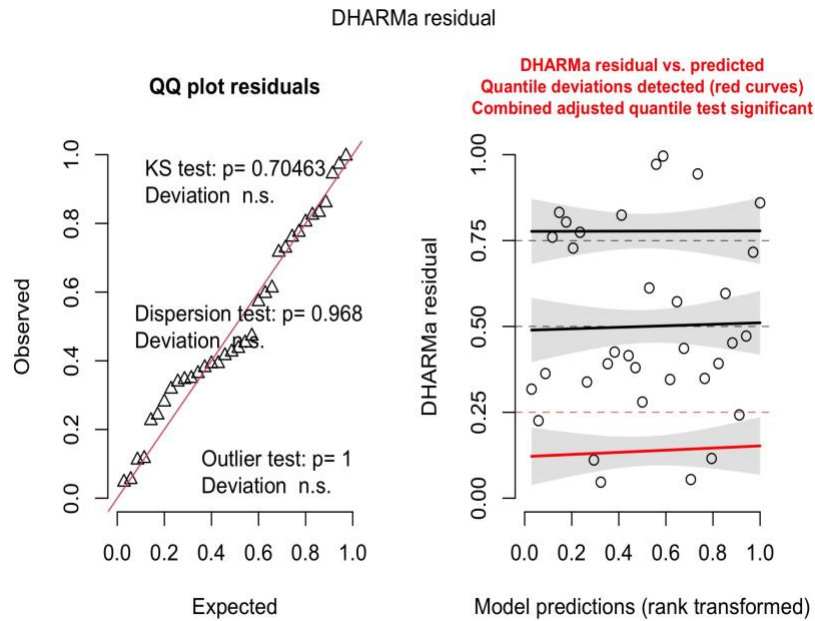 DHARMa residual
QQ plot residuals
KS test: p= 0.70463
Deviation n.s.
Dispersion test: p= 0.968
Deviation n.s.
Outlier test: p= 1
Deviation n.s.
Observed
0.0 0.2 0.4 0.6 0.8 1.0
0.0 0.2 0.4 0.6 0.8 1.0
Expected
DHARMa residual vs. predicted
Quantile deviations detected (red curves)
Combined adjusted quantile test significant
DHARMa residual
0.00 0.25 0.50 0.75 1.00
0.0 0.2 0.4 0.6 0.8 1.0
Model predictions (rank transformed)